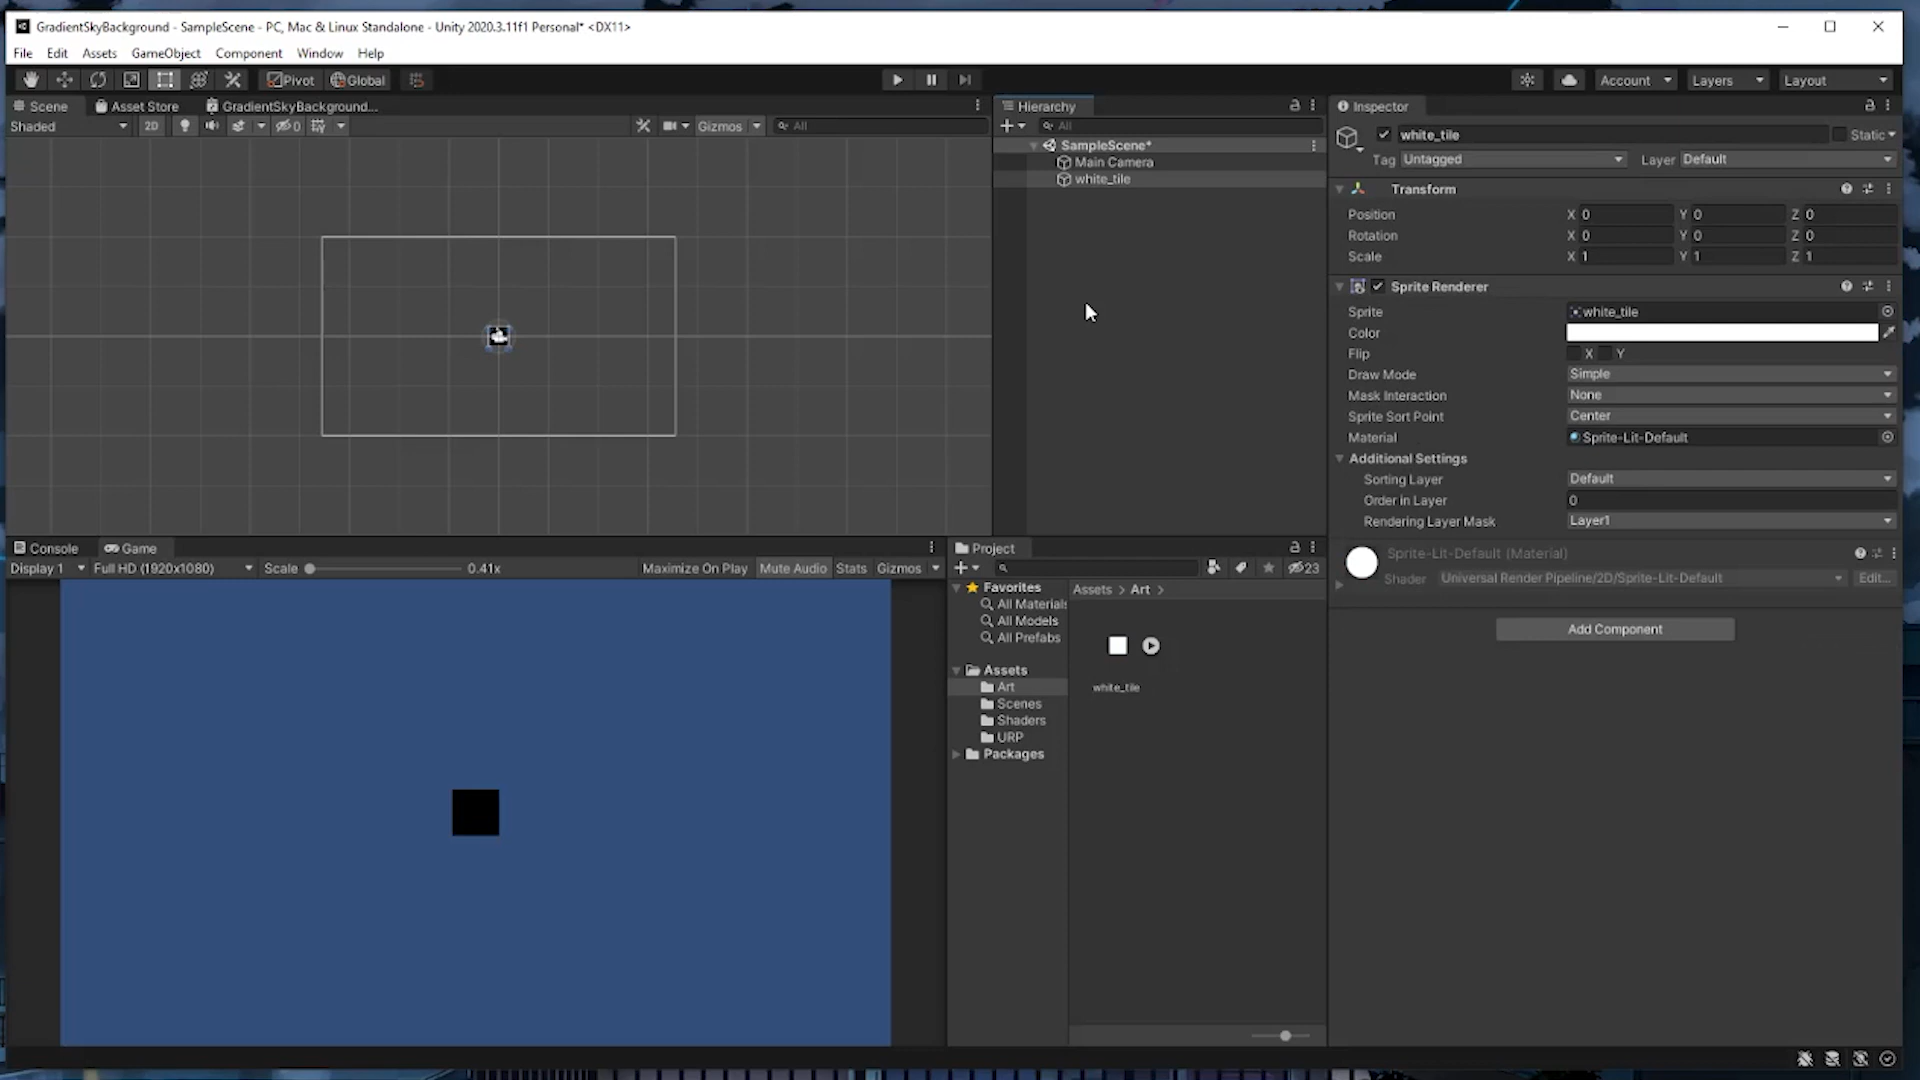 GradientSkyBackground - SampleScene - PC, Mac & Linux Standalone - Unity 2020.3.11f1 Personal* <DX11>
File Edit Assets GameObject Component Window Help
Pivot Global Account Layers Layout
Scene Asset Store GradientSkyBackground...
Shaded 2D 0 Gizmos All
Hierarchy
All
SampleScene*
Main Camera
white_tile
Inspector
white_tile Static
Tag Untagged Layer Default
Transform
Position X 0 Y 0 Z 0
Rotation X 0 Y 0 Z 0
Scale X 1 Y 1 Z 1
Sprite Renderer
Sprite white_tile
Color
Flip X Y
Draw Mode Simple
Mask Interaction None
Sprite Sort Point Center
Material Sprite-Lit-Default
Additional Settings
Sorting Layer Default
Order in Layer 0
Rendering Layer Mask Layer1
Sprite-Lit-Default (Material)
Shader Universal Render Pipeline/2D/Sprite-Lit-Default Edit...
Add Component
Console Game
Display 1 Full HD (1920x1080) Scale 0.41x Maximize On Play Mute Audio Stats Gizmos
Project
23
Favorites
All Materials
All Models
All Prefabs
Assets
Art
Scenes
Shaders
URP
Packages
Assets > Art >
white_tile